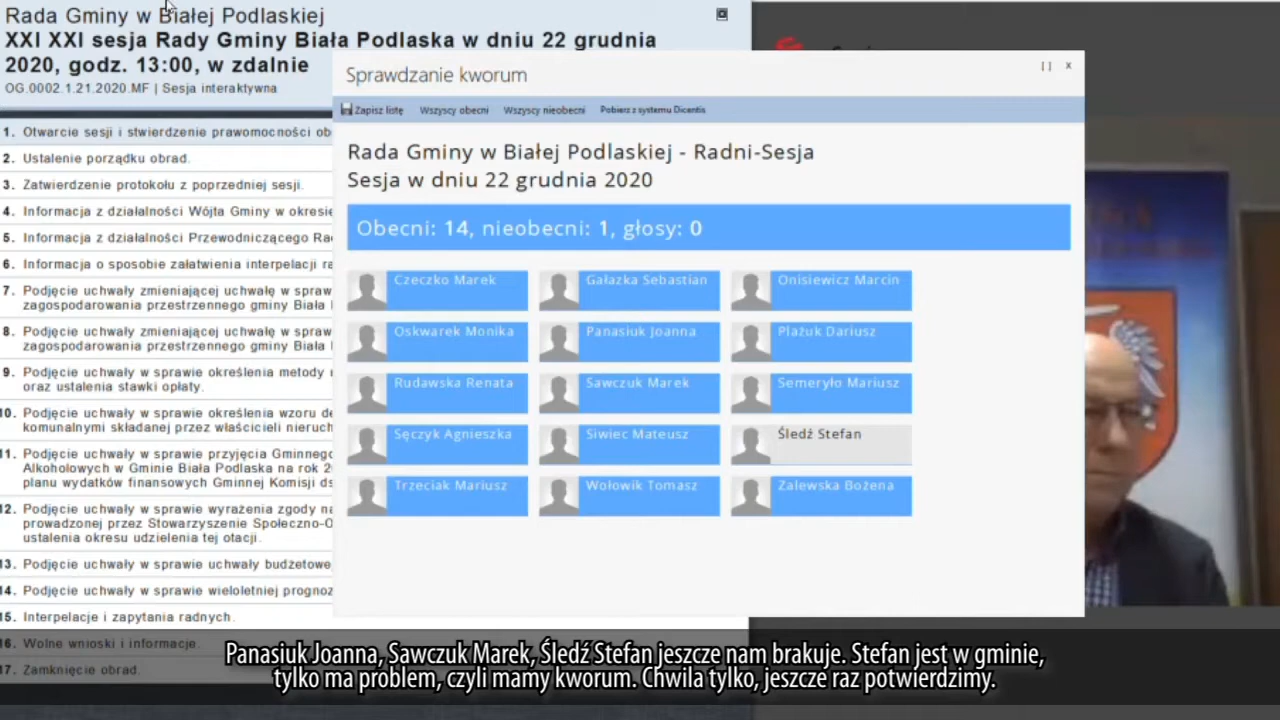 Rada Gminy w Białej Podlaskiej
XXI XXI sesja Rady Gminy Biała Podlaska w dniu 22 grudnia
2020, godz. 13:00, w zdalnie
OG.0002.1.21.2020.MF | Sesja interaktywna
1. Otwarcie sesji i stwierdzenie prawomocności ob
2. Ustalenie porządku obrad.
3. Zatwierdzenie protokołu z poprzedniej sesji.
4. Informacja z działalności Wójta Gminy w okresie
5. Informacja z działalności Przewodniczącego Ra
6. Informacja o sposobie załatwienia interpelacji ra
7. Podjęcie uchwały zmieniającej uchwałę w spraw
zagospodarowania przestrzennego gminy Biała
8. Podjęcie uchwały zmieniającej uchwałę w spraw
zagospodarowania przestrzennego gminy Biała
9. Podjęcie uchwały w sprawie określenia metody
oraz ustalenia stawki opłaty.
10. Podjęcie uchwały w sprawie określenia wzoru de
komunalnymi składanej przez właścicieli nieruch
11. Podjęcie uchwały w sprawie przyjęcia Gminnego
Alkoholowych w Gminie Biała Podlaska na rok 2
planu wydatków finansowych Gminnej Komisji ds
12. Podjęcie uchwały w sprawie wyrażenia zgody na
prowadzonej przez Stowarzyszenie Społeczno-O
ustalenia okresu udzielenia tej otacji.
13. Podjęcie uchwały w sprawie uchwały budżetowe
14. Podjęcie uchwały w sprawie wieloletniej prognoz
15. Interpelacje i zapytania radnych.
16. Wolne wnioski i informacje.
17. Zamknięcie obrad.
Sprawdzanie kworum
[ ] x
Zapisz listę Wszyscy obecni Wszyscy nieobecni Pobierz z systemu Dicentis
Rada Gminy w Białej Podlaskiej - Radni-Sesja
Sesja w dniu 22 grudnia 2020
Obecni: 14, nieobecni: 1, głosy: 0
Czeczko Marek Gałazka Sebastian Onisiewicz Marcin
Oskwarek Monika Panasiuk Joanna Plażuk Dariusz
Rudawska Renata Sawczuk Marek Semeryło Mariusz
Sęczyk Agnieszka Siwiec Mateusz Śledź Stefan
Trzeciak Mariusz Wołowik Tomasz Zalewska Bożena
Panasiuk Joanna, Sawczuk Marek, Śledź Stefan jeszcze nam brakuje. Stefan jest w gminie,
tylko ma problem, czyli mamy kworum. Chwila tylko, jeszcze raz potwierdzimy.